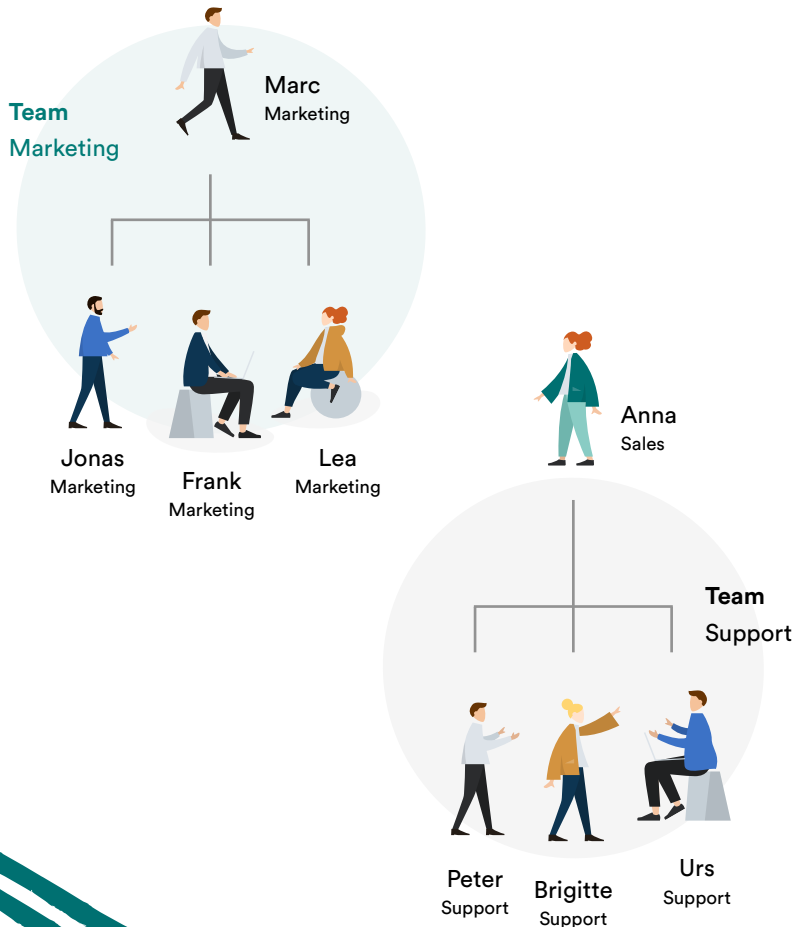 Marc
Marketing
Team
Marketing
Jonas
Marketing
Frank
Marketing
Lea
Marketing
Anna
Sales
Team
Support
Peter
Support
Brigitte
Support
Urs
Support